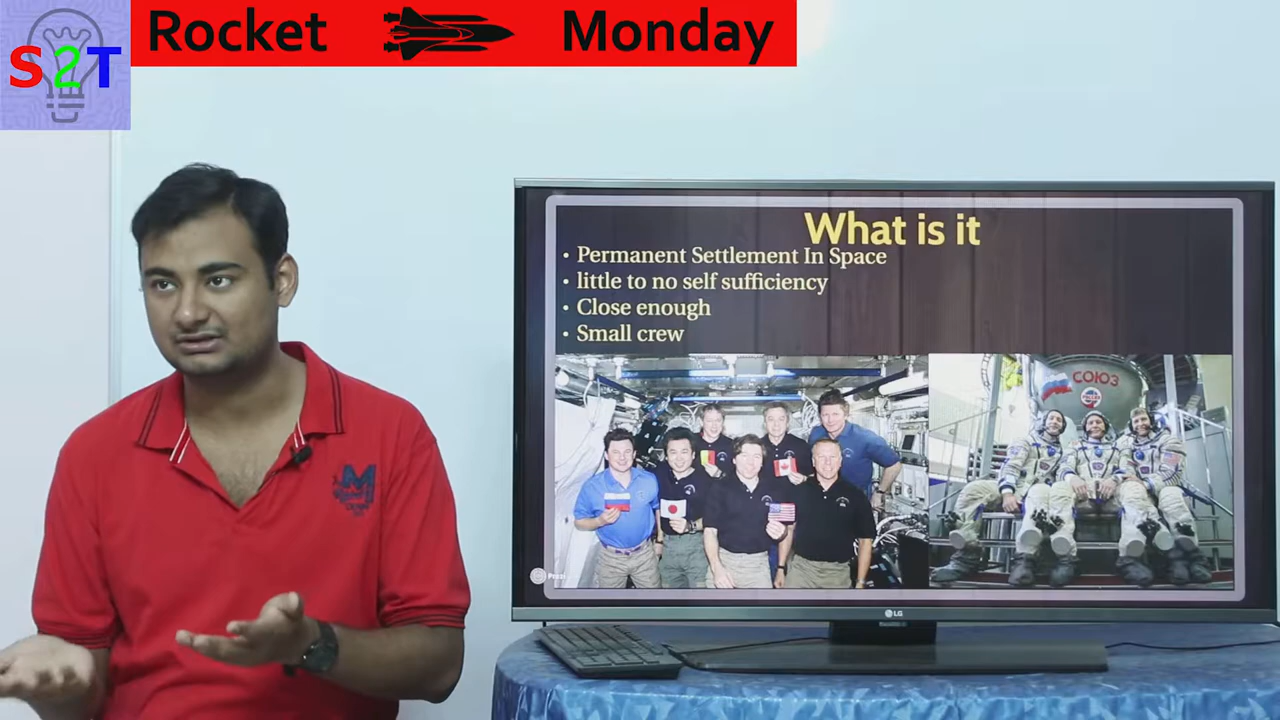 Rocket Monday
S2T
What is it
• Permanent Settlement In Space
• little to no self sufficiency
• Close enough
• Small crew
СОЮЗ
M
Prezi
LG